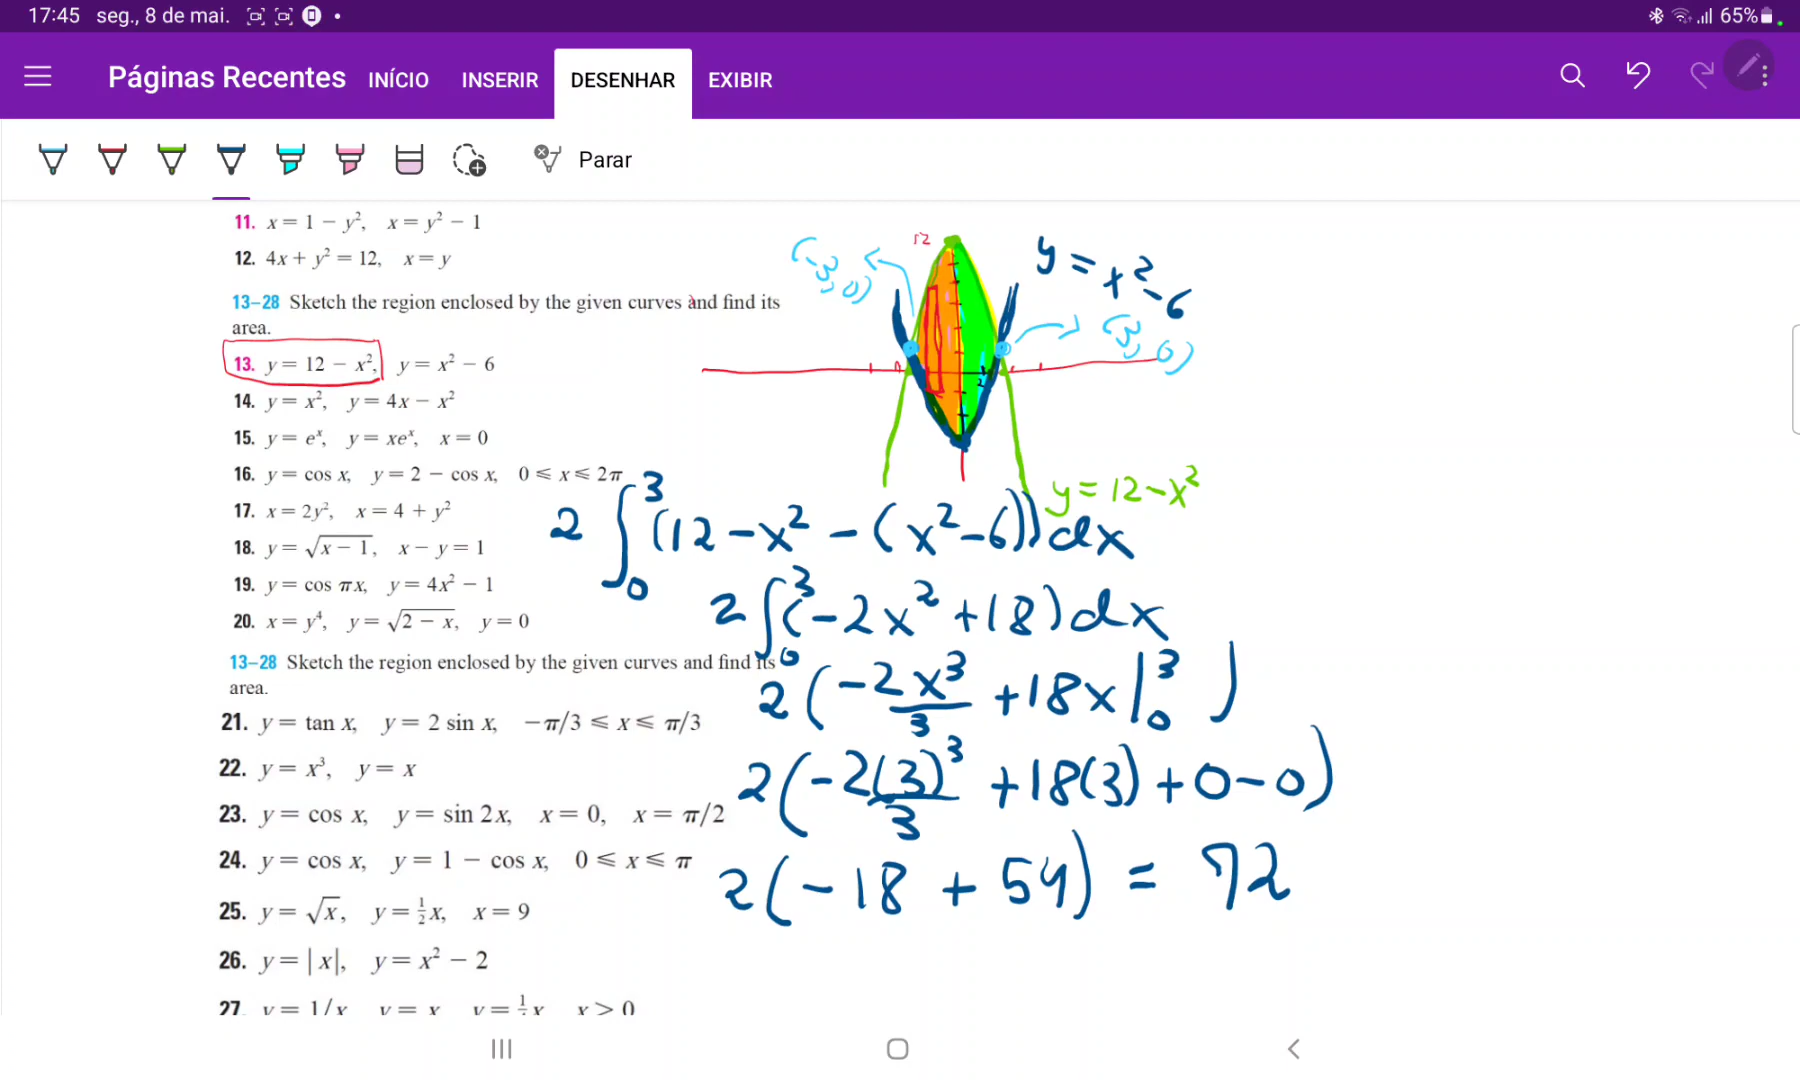 17:45 seg., 8 de mai. 65%
Páginas Recentes INÍCIO INSERIR DESENHAR EXIBIR
Parar
11. x = 1 − y², x = y² − 1
12. 4x + y² = 12, x = y
13–28 Sketch the region enclosed by the given curves and find its
area.
13. y = 12 − x², y = x² − 6
14. y = x², y = 4x − x²
15. y = eˣ, y = xeˣ, x = 0
16. y = cos x, y = 2 − cos x, 0 ⩽ x ⩽ 2π
17. x = 2y², x = 4 + y²
18. y = √(x − 1), x − y = 1
19. y = cos πx, y = 4x² − 1
20. x = y⁴, y = √(2 − x), y = 0
13–28 Sketch the region enclosed by the given curves and find its
area.
21. y = tan x, y = 2 sin x, −π/3 ⩽ x ⩽ π/3
22. y = x³, y = x
23. y = cos x, y = sin 2x, x = 0, x = π/2
24. y = cos x, y = 1 − cos x, 0 ⩽ x ⩽ π
25. y = √x, y = ½x, x = 9
26. y = |x|, y = x² − 2
27. y = 1/x y = x x > 0
12
(-3,0)
y = x² - 6
(3,0)
2
y = 12 - x²
2 ∫₀³ (12 - x² - (x² - 6)) dx
2 ∫₀³ (-2x² + 18) dx
2 (-2x³/3 + 18x |₀³ )
2 (-2(3)³/3 + 18(3) + 0 - 0)
2 (-18 + 54) = 72